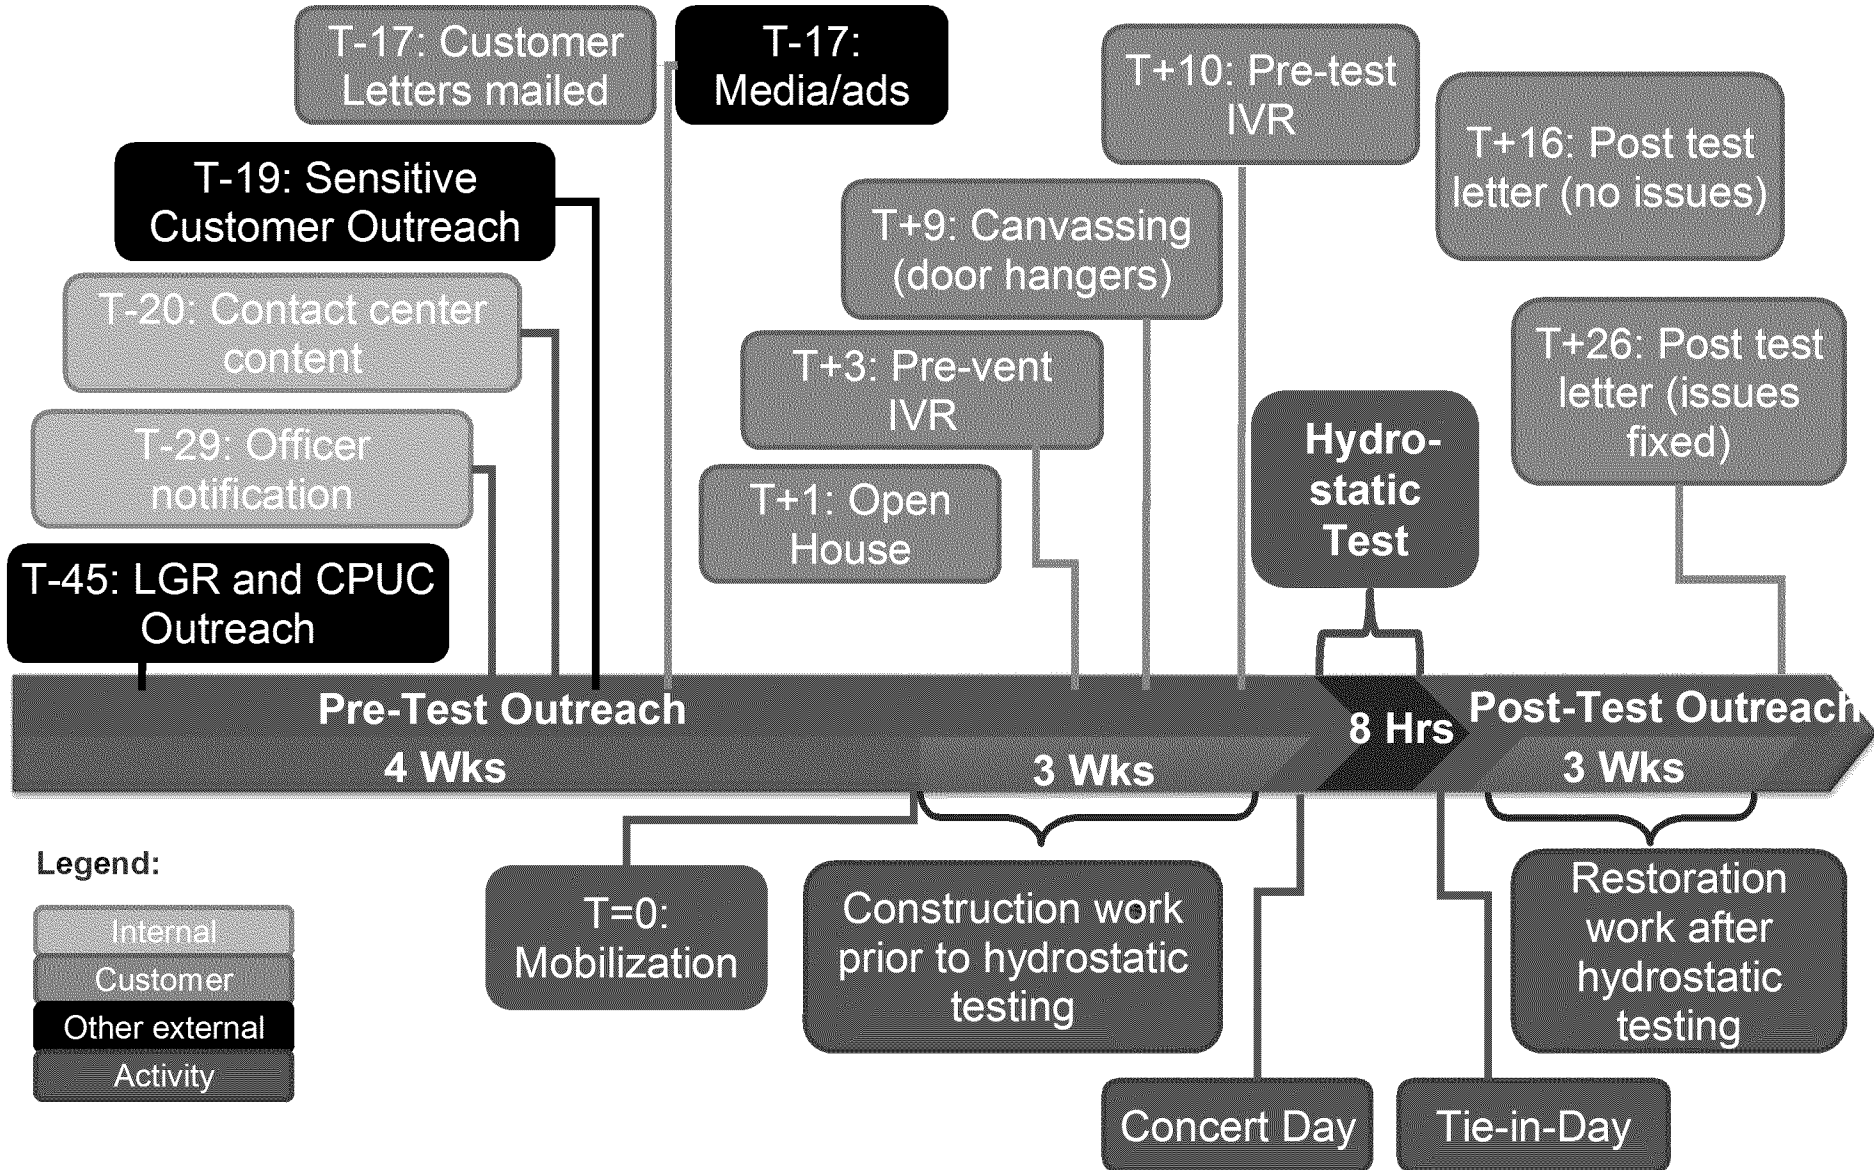 T-17: Customer
Letters mailed
T-17:
Media/ads
T+10: Pre-test
IVR
T+16: Post test
letter (no issues)
T-19: Sensitive
Customer Outreach
T+9: Canvassing
(door hangers)
T-20: Contact center
content
T+3: Pre-vent
IVR
T+26: Post test
letter (issues
fixed)
T-29: Officer
notification
T+1: Open
House
Hydro-
static
Test
T-45: LGR and CPUC
Outreach
Pre-Test Outreach
8 Hrs
Post-Test Outreach
4 Wks
3 Wks
3 Wks
Legend:
Internal
Customer
Other external
Activity
T=0:
Mobilization
Construction work
prior to hydrostatic
testing
Restoration
work after
hydrostatic
testing
Concert Day
Tie-in-Day